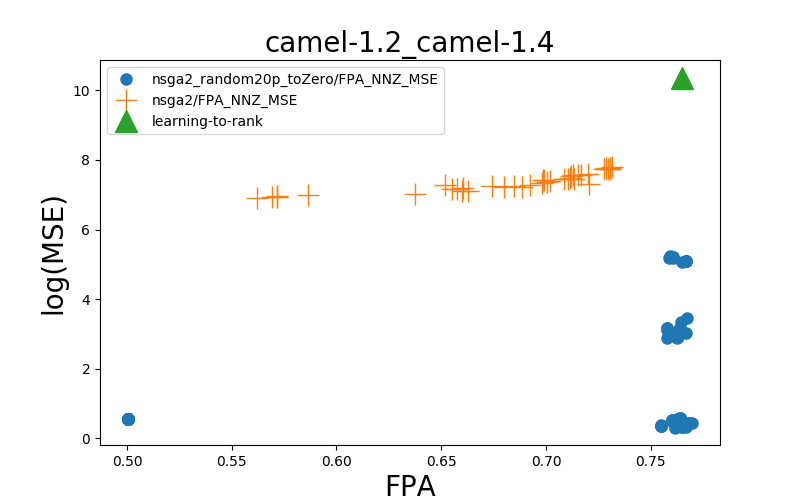 camel-1.2_camel-1.4
nsga2_random20p_toZero/FPA_NNZ_MSE
nsga2/FPA_NNZ_MSE
learning-to-rank
log(MSE)
10
8
6
4
2
0
0.50 0.55 0.60 0.65 0.70 0.75
FPA